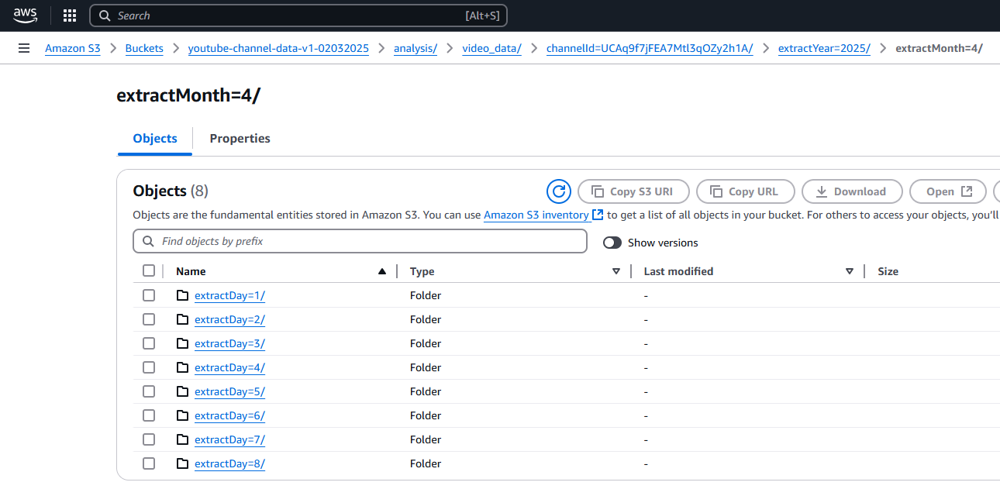 aws Search [Alt+S]
Amazon S3 > Buckets > youtube-channel-data-v1-02032025 > analysis/ > video_data/ > channelId=UCAq9f7jFEA7Mtl3qOZy2h1A/ > extractYear=2025/ > extractMonth=4/
extractMonth=4/
Objects Properties
Objects (8) Copy S3 URI Copy URL Download Open
Objects are the fundamental entities stored in Amazon S3. You can use Amazon S3 inventory to get a list of all objects in your bucket. For others to access your objects, you'll
Find objects by prefix Show versions
Name Type Last modified Size
extractDay=1/ Folder -
extractDay=2/ Folder -
extractDay=3/ Folder -
extractDay=4/ Folder -
extractDay=5/ Folder -
extractDay=6/ Folder -
extractDay=7/ Folder -
extractDay=8/ Folder -